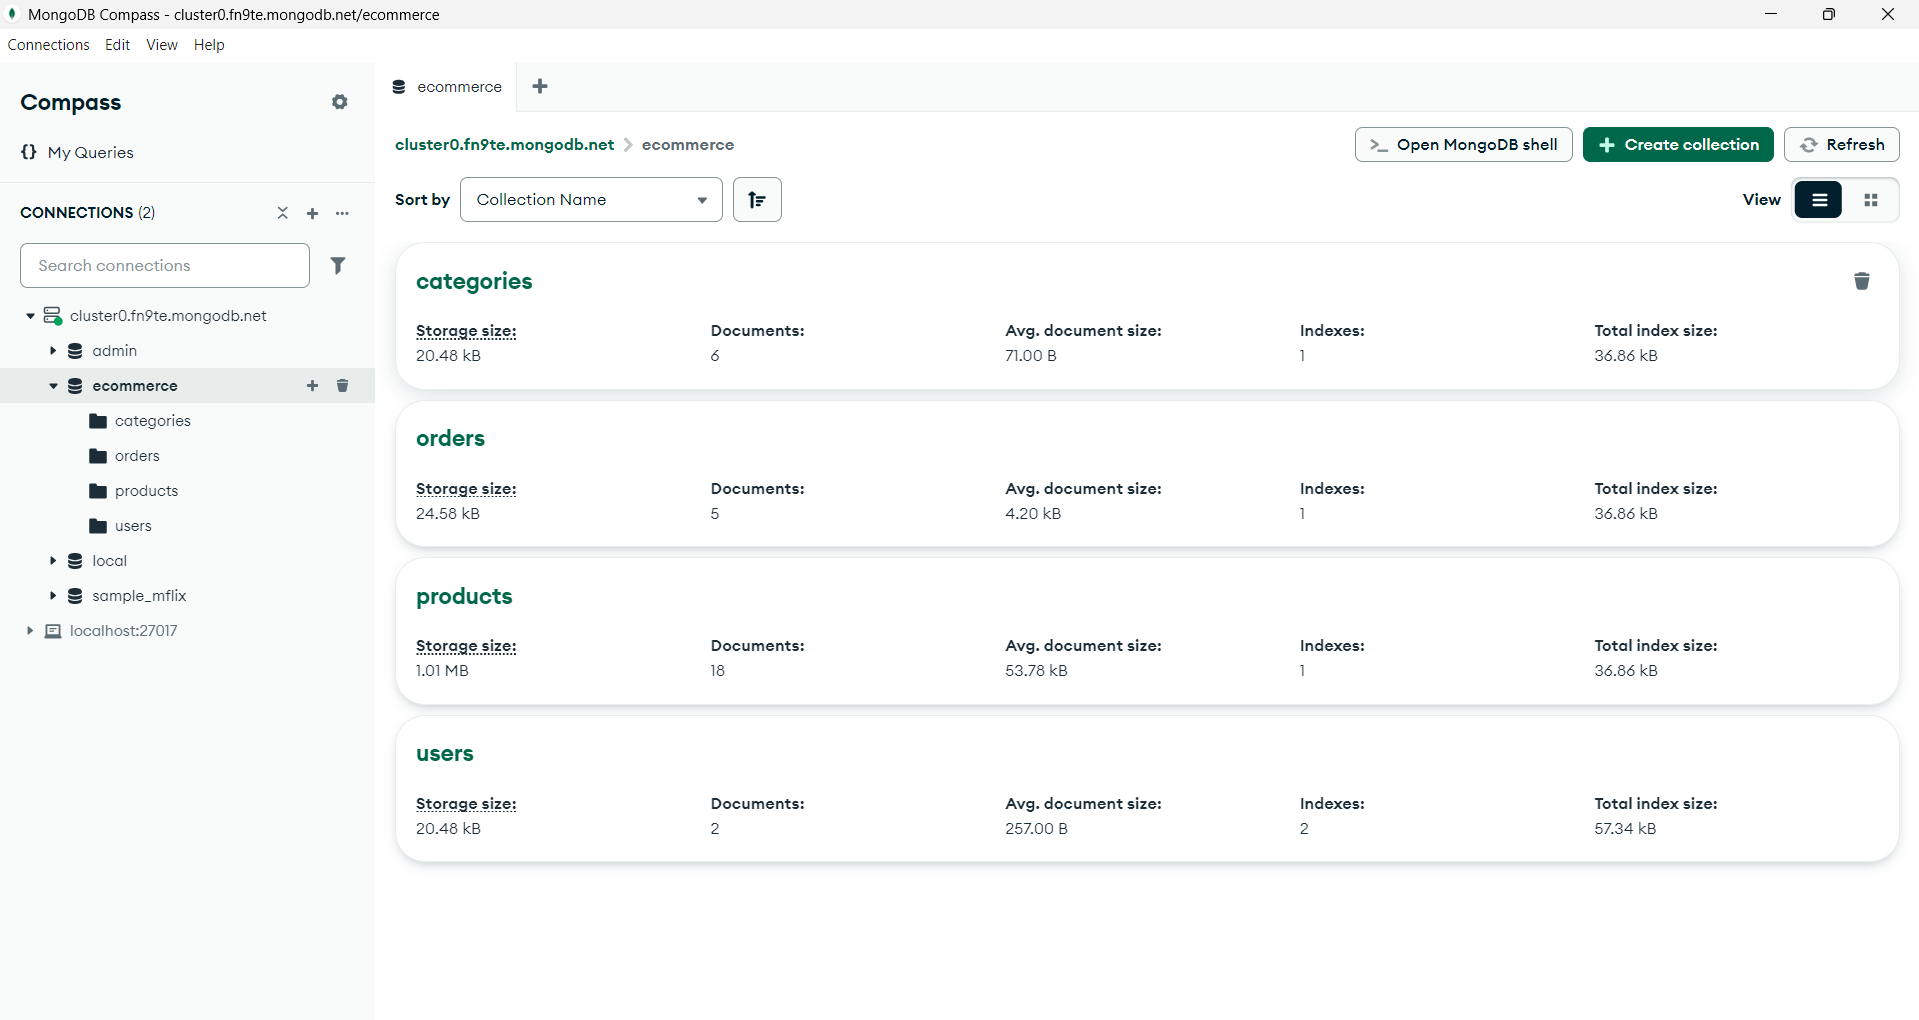 MongoDB Compass - cluster0.fn9te.mongodb.net/ecommerce
Connections Edit View Help
Compass
{} My Queries
CONNECTIONS (2)
Search connections
cluster0.fn9te.mongodb.net
admin
ecommerce
categories
orders
products
users
local
sample_mflix
localhost:27017
ecommerce
cluster0.fn9te.mongodb.net ecommerce
>_ Open MongoDB shell
Create collection
Refresh
Sort by Collection Name
View
categories
Storage size: Documents: Avg. document size: Indexes: Total index size:
20.48 kB 6 71.00 B 1 36.86 kB
orders
Storage size: Documents: Avg. document size: Indexes: Total index size:
24.58 kB 5 4.20 kB 1 36.86 kB
products
Storage size: Documents: Avg. document size: Indexes: Total index size:
1.01 MB 18 53.78 kB 1 36.86 kB
users
Storage size: Documents: Avg. document size: Indexes: Total index size:
20.48 kB 2 257.00 B 2 57.34 kB